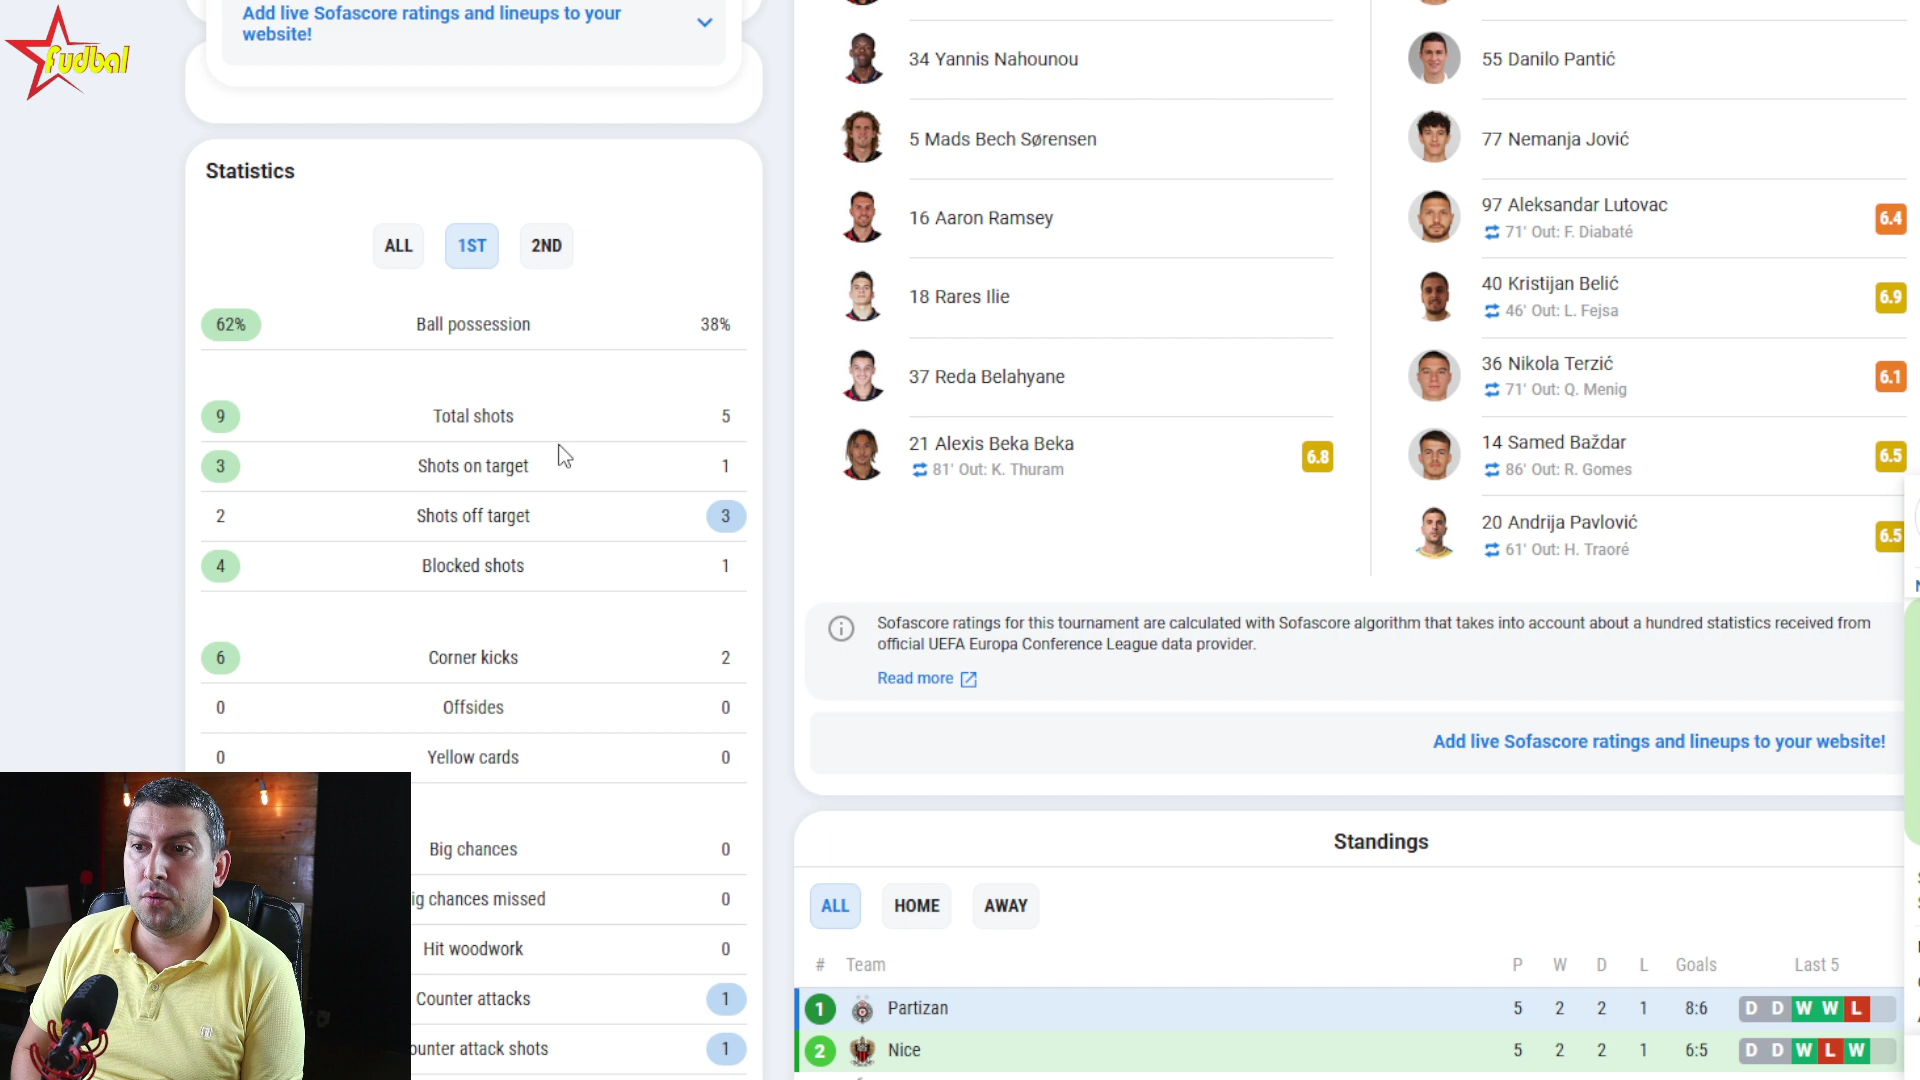 fudbal
Add live Sofascore ratings and lineups to your
website!
Statistics
ALL 1ST 2ND
62% Ball possession 38%
9 Total shots 5
3 Shots on target 1
2 Shots off target 3
4 Blocked shots 1
6 Corner kicks 2
0 Offsides 0
0 Yellow cards 0
Big chances 0
ig chances missed 0
Hit woodwork 0
Counter attacks 1
ounter attack shots 1
34 Yannis Nahounou
5 Mads Bech Sørensen
16 Aaron Ramsey
18 Rares Ilie
37 Reda Belahyane
21 Alexis Beka Beka
81' Out: K. Thuram
6.8
55 Danilo Pantić
77 Nemanja Jović
97 Aleksandar Lutovac
71' Out: F. Diabaté
6.4
40 Kristijan Belić
46' Out: L. Fejsa
6.9
36 Nikola Terzić
71' Out: Q. Menig
6.1
14 Samed Baždar
86' Out: R. Gomes
6.5
20 Andrija Pavlović
61' Out: H. Traoré
6.5
Sofascore ratings for this tournament are calculated with Sofascore algorithm that takes into account about a hundred statistics received from
official UEFA Europa Conference League data provider.
Read more
Add live Sofascore ratings and lineups to your website!
Standings
ALL HOME AWAY
# Team P W D L Goals Last 5
1 Partizan 5 2 2 1 8:6 D D W W L
2 Nice 5 2 2 1 6:5 D D W L W